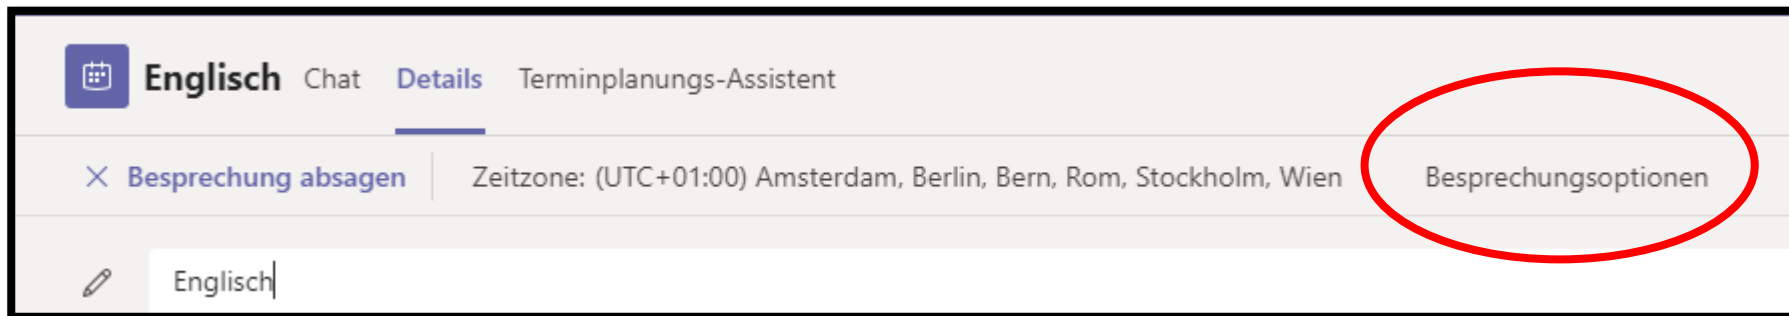 Englisch Chat Details Terminplanungs-Assistent
Besprechung absagen Zeitzone: (UTC+01:00) Amsterdam, Berlin, Bern, Rom, Stockholm, Wien Besprechungsoptionen
Englisch